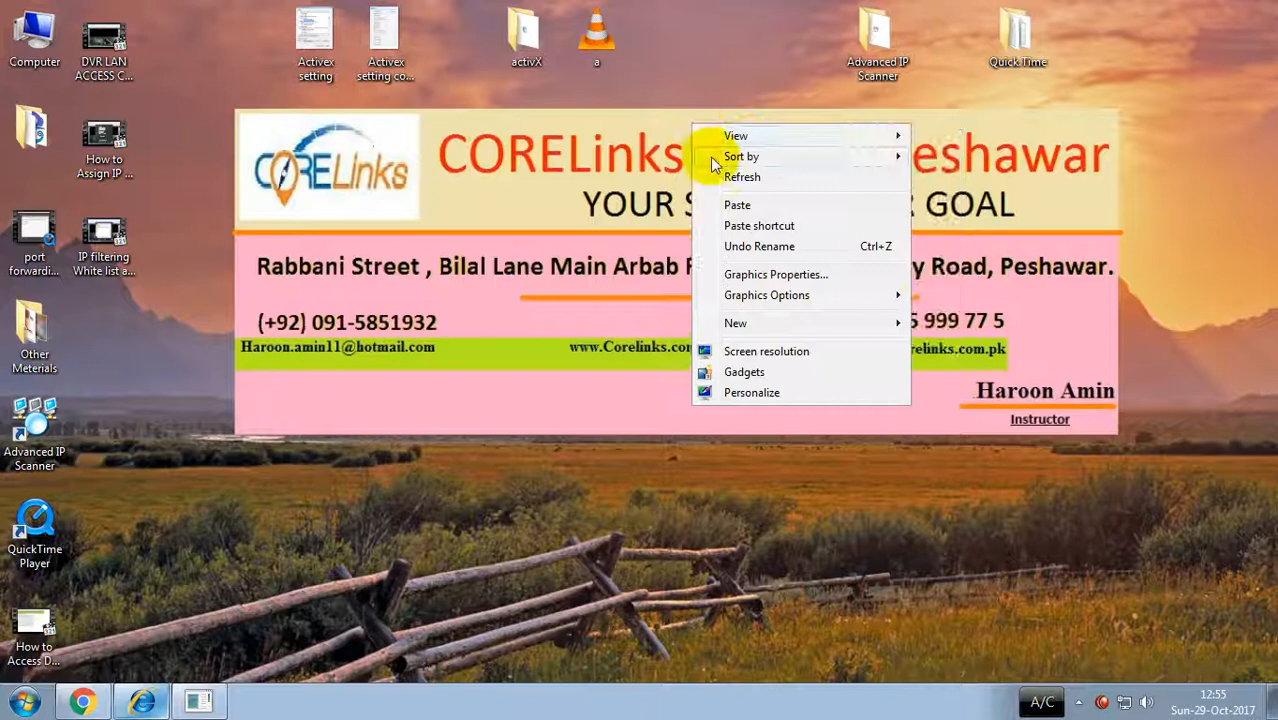 Computer
DVR LAN
ACCESS C...
Activex
setting
Activex
setting co...
activX
a
Advanced IP
Scanner
Quick Time
How to
Assign IP ...
port
forwardi...
IP filtering
White list a...
Other
Meterials
Advanced IP
Scanner
QuickTime
Player
How to
Access D...
CORELinks
CORELinks eshawar
YOUR S GOAL
Rabbani Street , Bilal Lane Main Arbab y Road, Peshawar.
(+92) 091-5851932 999 77 5
Haroon.amin11@hotmail.com www.Corelinks.co elinks.com.pk
Haroon Amin
Instructor
View
Sort by
Refresh
Paste
Paste shortcut
Undo Rename Ctrl+Z
Graphics Properties...
Graphics Options
New
Screen resolution
Gadgets
Personalize
A/C
12:55
Sun-29-Oct-2017